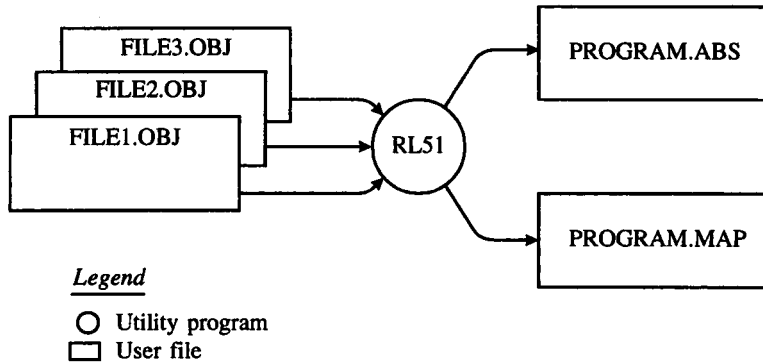 FILE3.OBJ
FILE2.OBJ
FILE1.OBJ
RL51
PROGRAM.ABS
PROGRAM.MAP
Legend
Utility program
User file